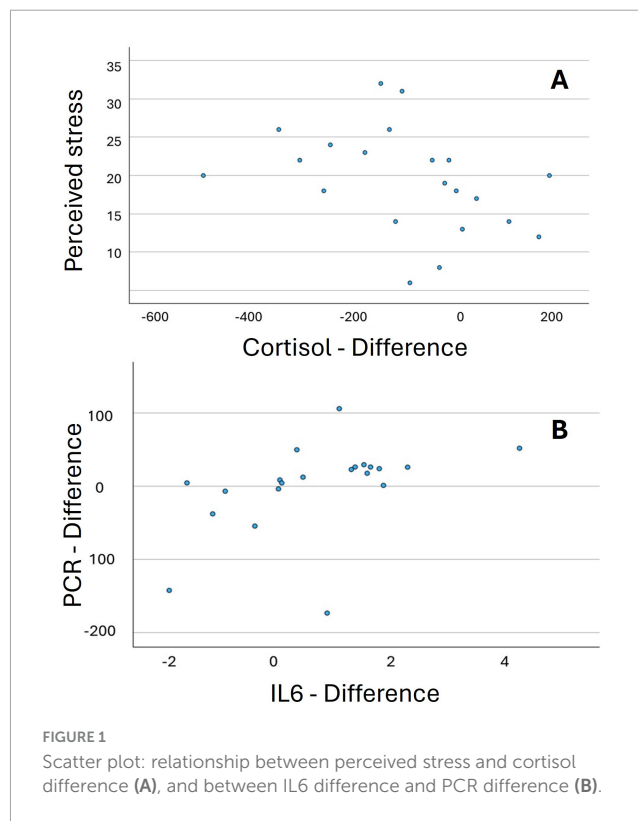 A
Perceived stress
35
30
25
20
15
10
-600 -400 -200 0 200
Cortisol - Difference
B
PCR - Difference
100
0
100
-200
-2 0 2 4
IL6 - Difference
FIGURE 1
Scatter plot: relationship between perceived stress and cortisol
difference (A), and between IL6 difference and PCR difference (B).